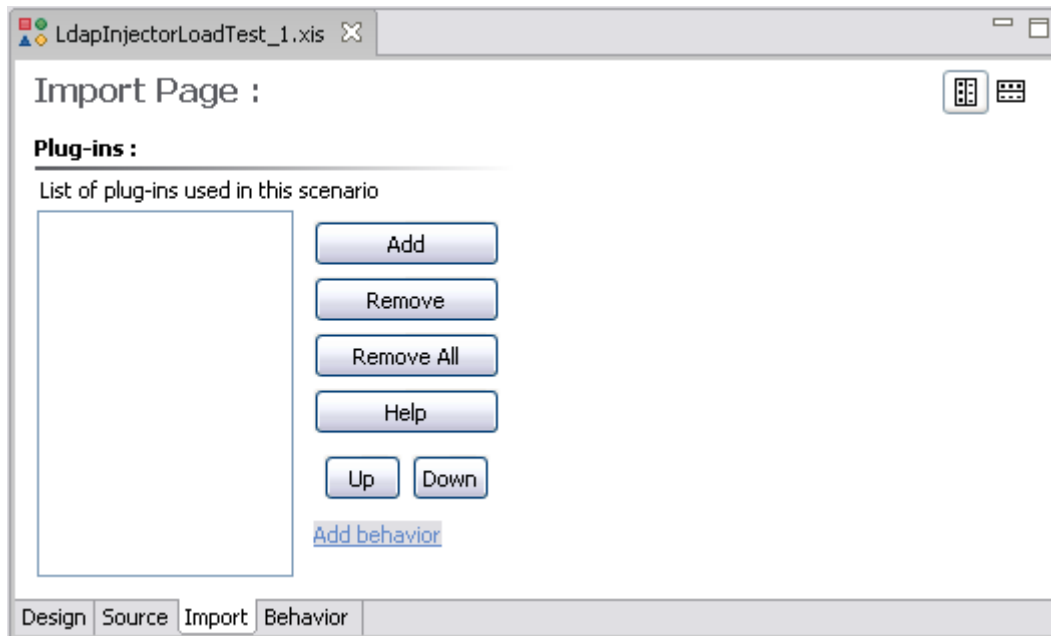 LdapInjectorLoadTest_1.xis
Import Page :
Plug-ins :
List of plug-ins used in this scenario
Add
Remove
Remove All
Help
Up Down
Add behavior
Design Source Import Behavior